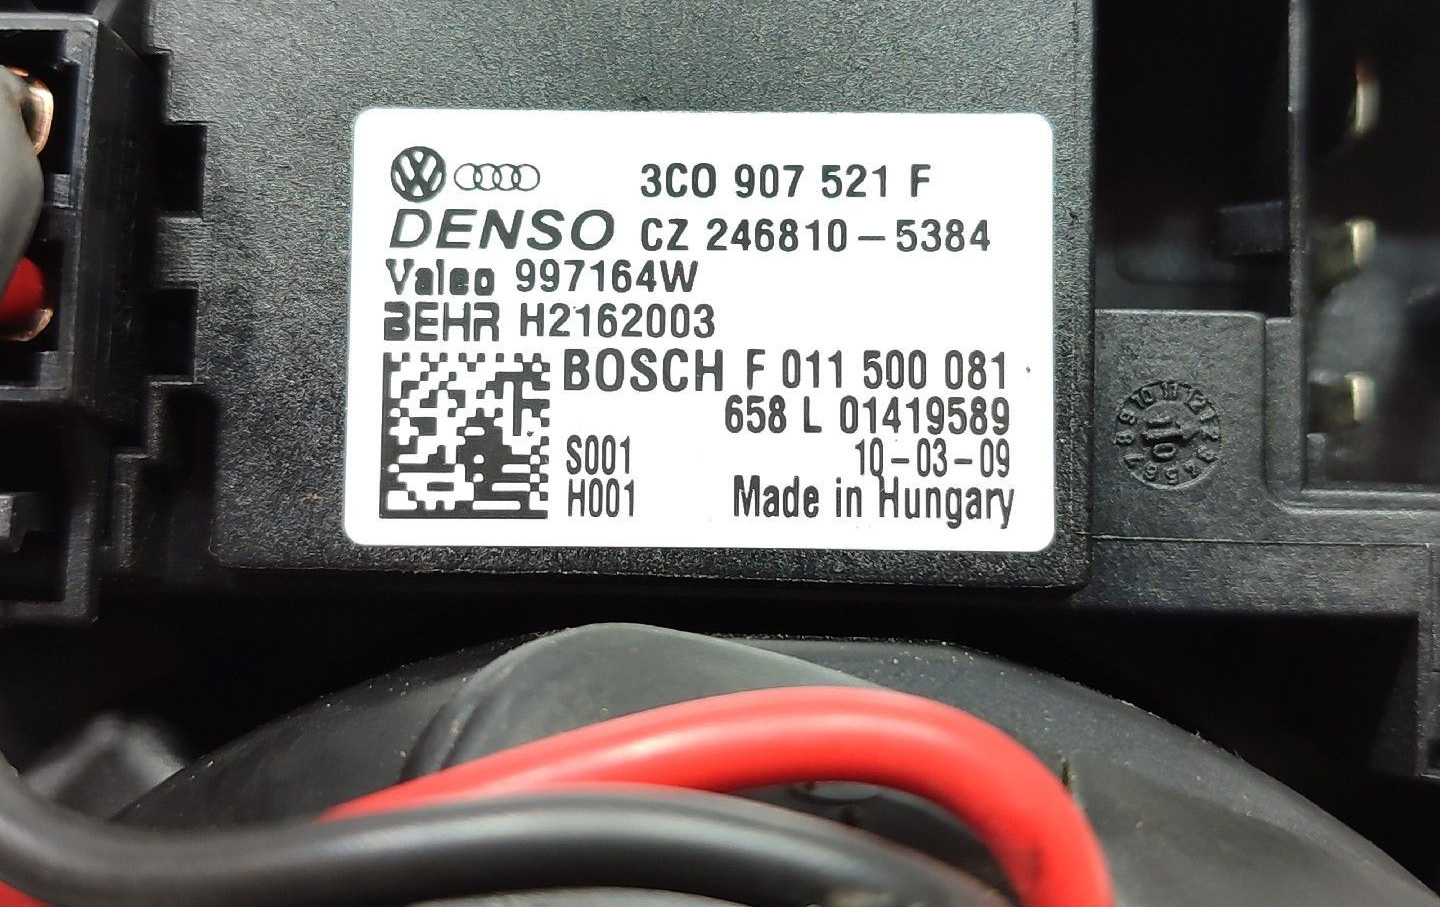 3C0 907 521 F
DENSO CZ 246810-5384
Valeo 997164W
BEHR H2162003
BOSCH F 011 500 081
658 L 01419589
S001 10-03-09
H001 Made in Hungary